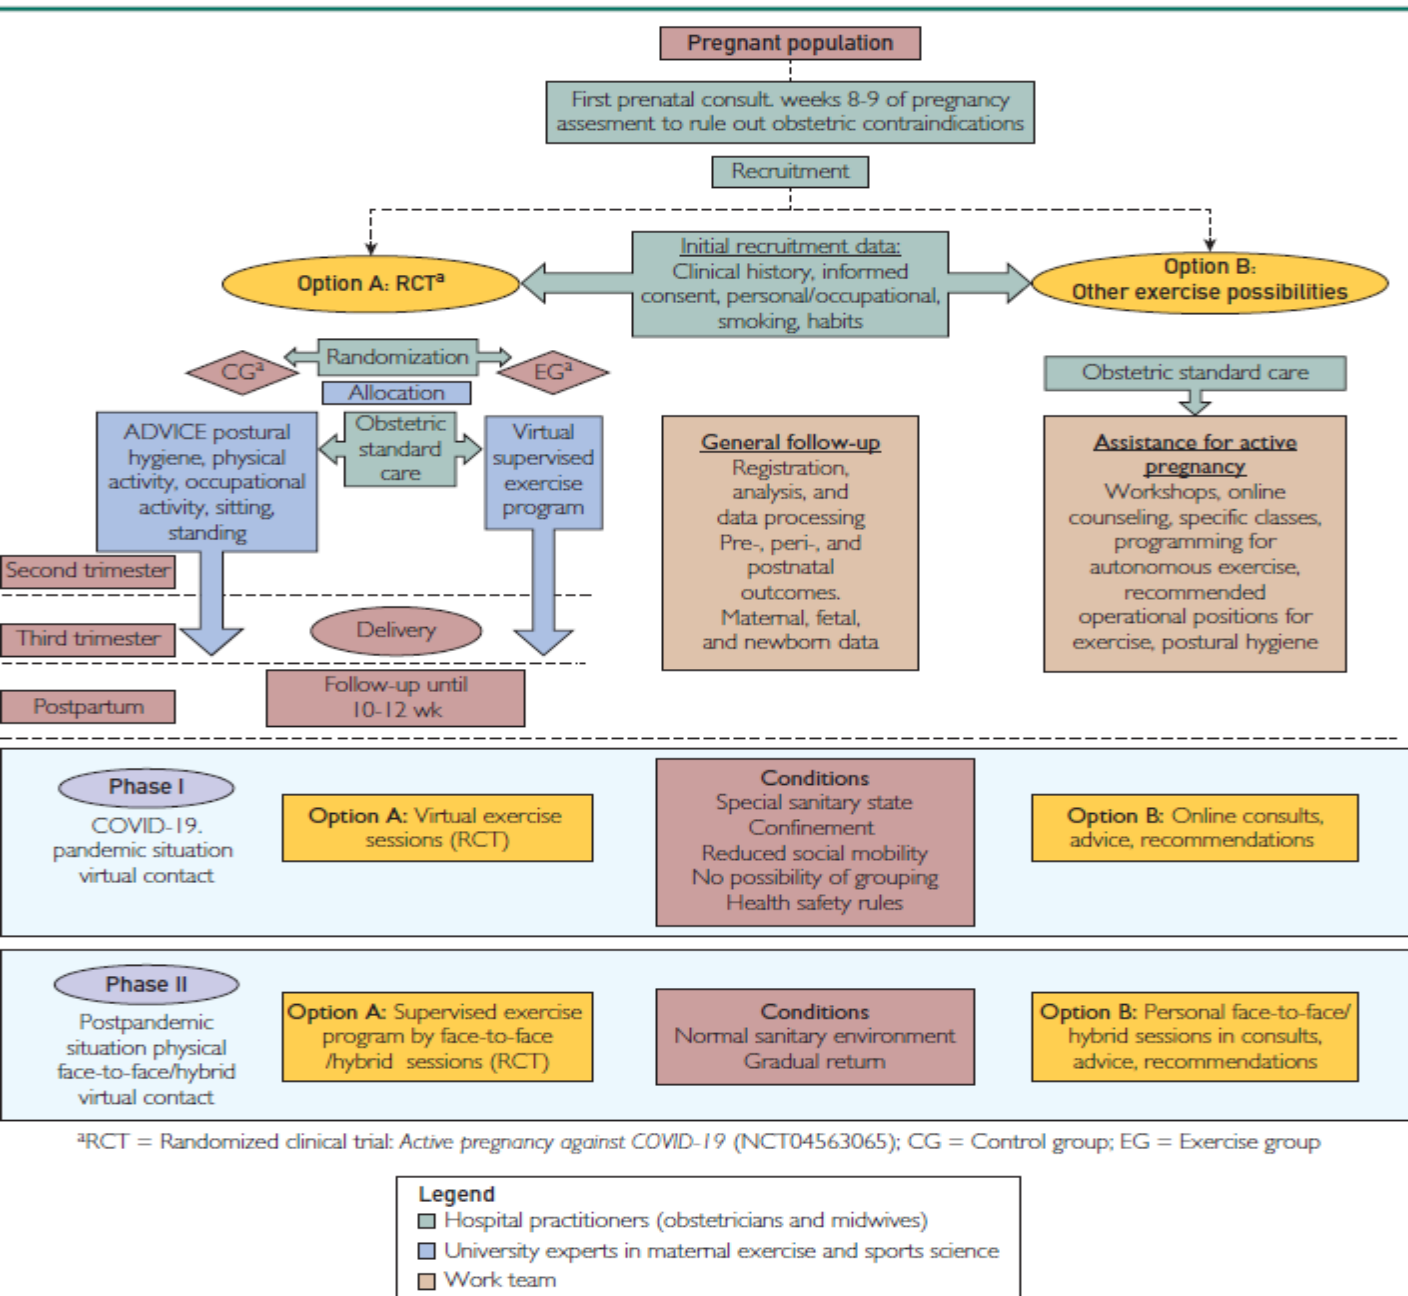 Pregnant population
First prenatal consult. weeks 8-9 of pregnancy
assesment to rule out obstetric contraindications
Recruitment
Option A: RCTᵃ
Initial recruitment data:
Clinical history, informed
consent, personal/occupational,
smoking, habits
Option B:
Other exercise possibilities
CGᵃ
Randomization
EGᵃ
Allocation
Obstetric standard care
ADVICE postural
hygiene, physical
activity, occupational
activity, sitting,
standing
Obstetric
standard
care
Virtual
supervised
exercise
program
General follow-up
Registration,
analysis, and
data processing
Pre-, peri-, and
postnatal
outcomes.
Maternal, fetal,
and newborn data
Assistance for active
pregnancy
Workshops, online
counseling, specific classes,
programming for
autonomous exercise,
recommended
operational positions for
exercise, postural hygiene
Second trimester
Third trimester
Delivery
Postpartum
Follow-up until
10-12 wk
Phase I
COVID-19.
pandemic situation
virtual contact
Option A: Virtual exercise
sessions (RCT)
Conditions
Special sanitary state
Confinement
Reduced social mobility
No possibility of grouping
Health safety rules
Option B: Online consults,
advice, recommendations
Phase II
Postpandemic
situation physical
face-to-face/hybrid
virtual contact
Option A: Supervised exercise
program by face-to-face
/hybrid sessions (RCT)
Conditions
Normal sanitary environment
Gradual return
Option B: Personal face-to-face/
hybrid sessions in consults,
advice, recommendations
ᵃRCT = Randomized clinical trial: Active pregnancy against COVID-19 (NCT04563065); CG = Control group; EG = Exercise group
Legend
Hospital practitioners (obstetricians and midwives)
University experts in maternal exercise and sports science
Work team